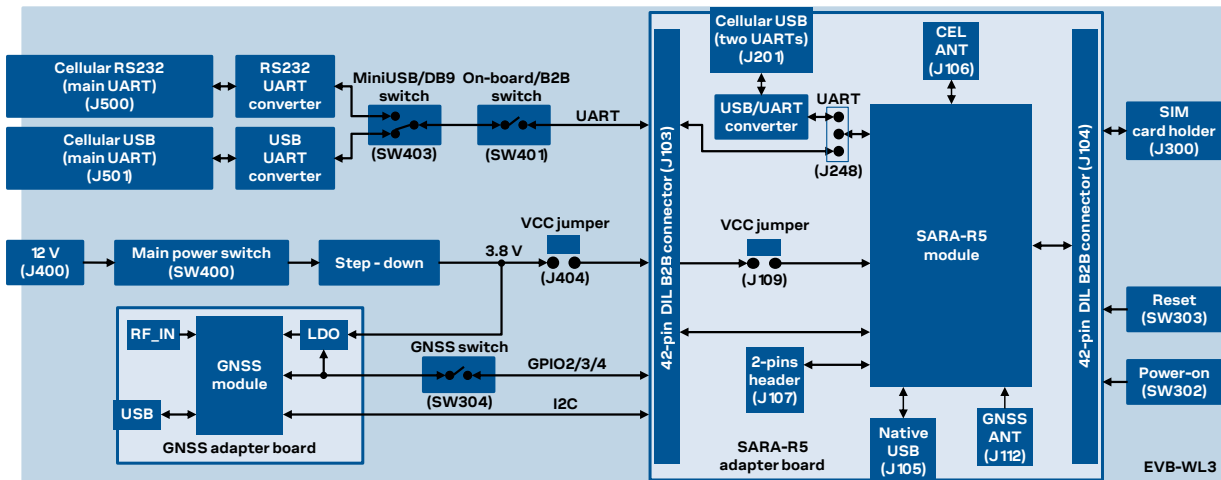 Cellular RS232
(main UART)
(J500)
RS232
UART
converter
MiniUSB/DB9
switch
(SW403)
On-board/B2B
switch
(SW401)
UART
Cellular USB
(main UART)
(J501)
USB
UART
converter
12 V
(J400)
Main power switch
(SW400)
Step - down
3.8 V
VCC jumper
(J404)
RF_IN
GNSS
module
LDO
USB
GNSS adapter board
GNSS switch
(SW304)
GPIO2/3/4
I2C
42-pin DIL B2B connector (J103)
Cellular USB
(two UARTs)
(J201)
USB/UART
converter
UART
(J248)
CEL
ANT
(J106)
VCC jumper
(J109)
SARA-R5
module
2-pins
header
(J107)
Native
USB
(J105)
GNSS
ANT
(J112)
SARA-R5
adapter board
42-pin DIL B2B connector (J104)
SIM
card holder
(J300)
Reset
(SW303)
Power-on
(SW302)
EVB-WL3